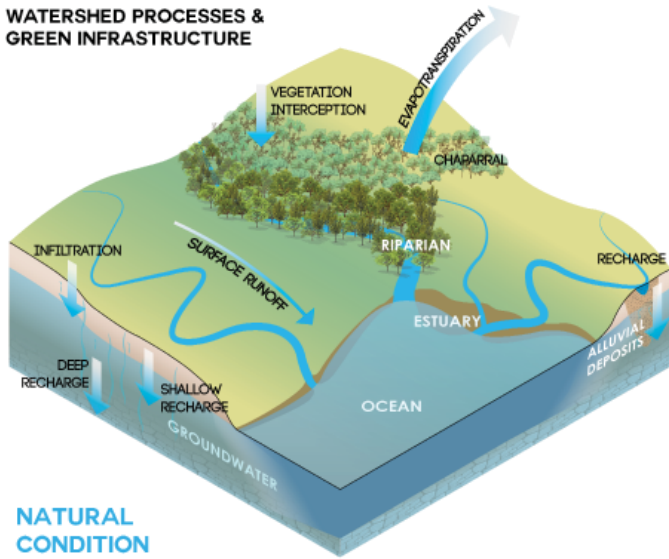 WATERSHED PROCESSES &
GREEN INFRASTRUCTURE
VEGETATION
INTERCEPTION
EVAPOTRANSPIRATION
CHAPARRAL
INFILTRATION
SURFACE RUNOFF
RIPARIAN
RECHARGE
ESTUARY
ALLUVIAL
DEPOSITS
DEEP
RECHARGE
SHALLOW
RECHARGE
OCEAN
GROUNDWATER
NATURAL
CONDITION